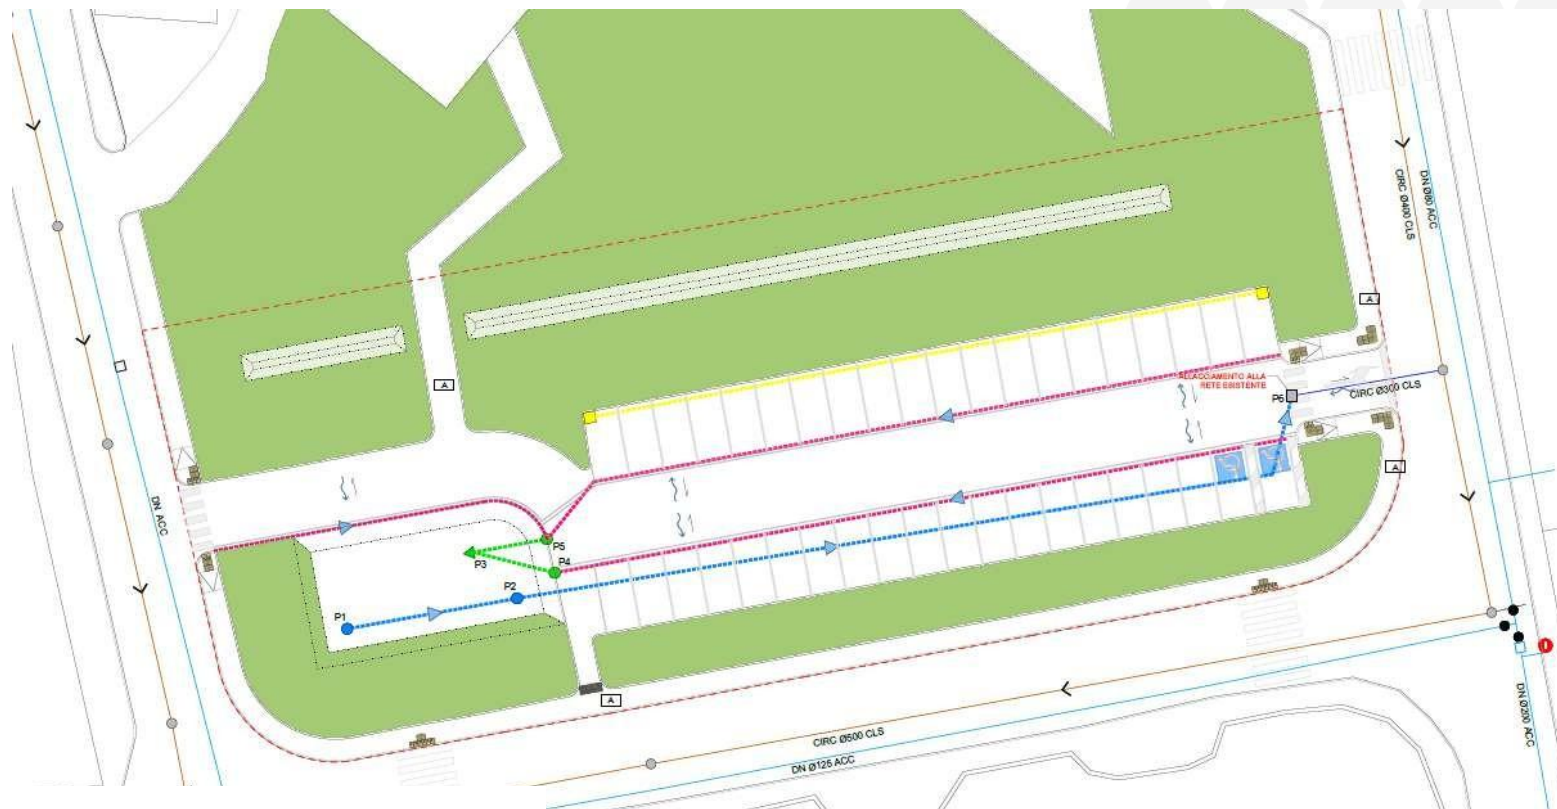 CIRC Ø400 CLS
DN Ø80 ACC
A
A
ALLACCIAMENTO ALLA
RETE ESISTENTE
P6
CIRC Ø300 CLS
A
DN ACC
P5
P3
P4
P2
P1
A
CIRC Ø500 CLS
DN Ø125 ACC
DN Ø200 ACC